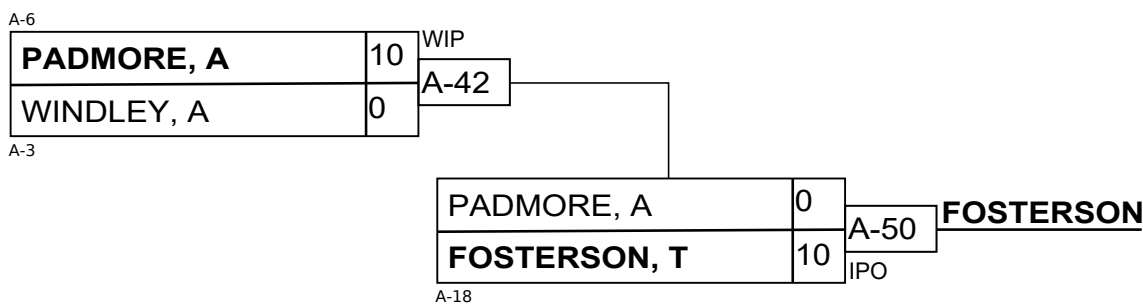 A-6
PADMORE, A 10 WIP
A-42
WINDLEY, A 0
A-3
PADMORE, A 0
A-50 FOSTERSON
FOSTERSON, T 10 IPO
A-18